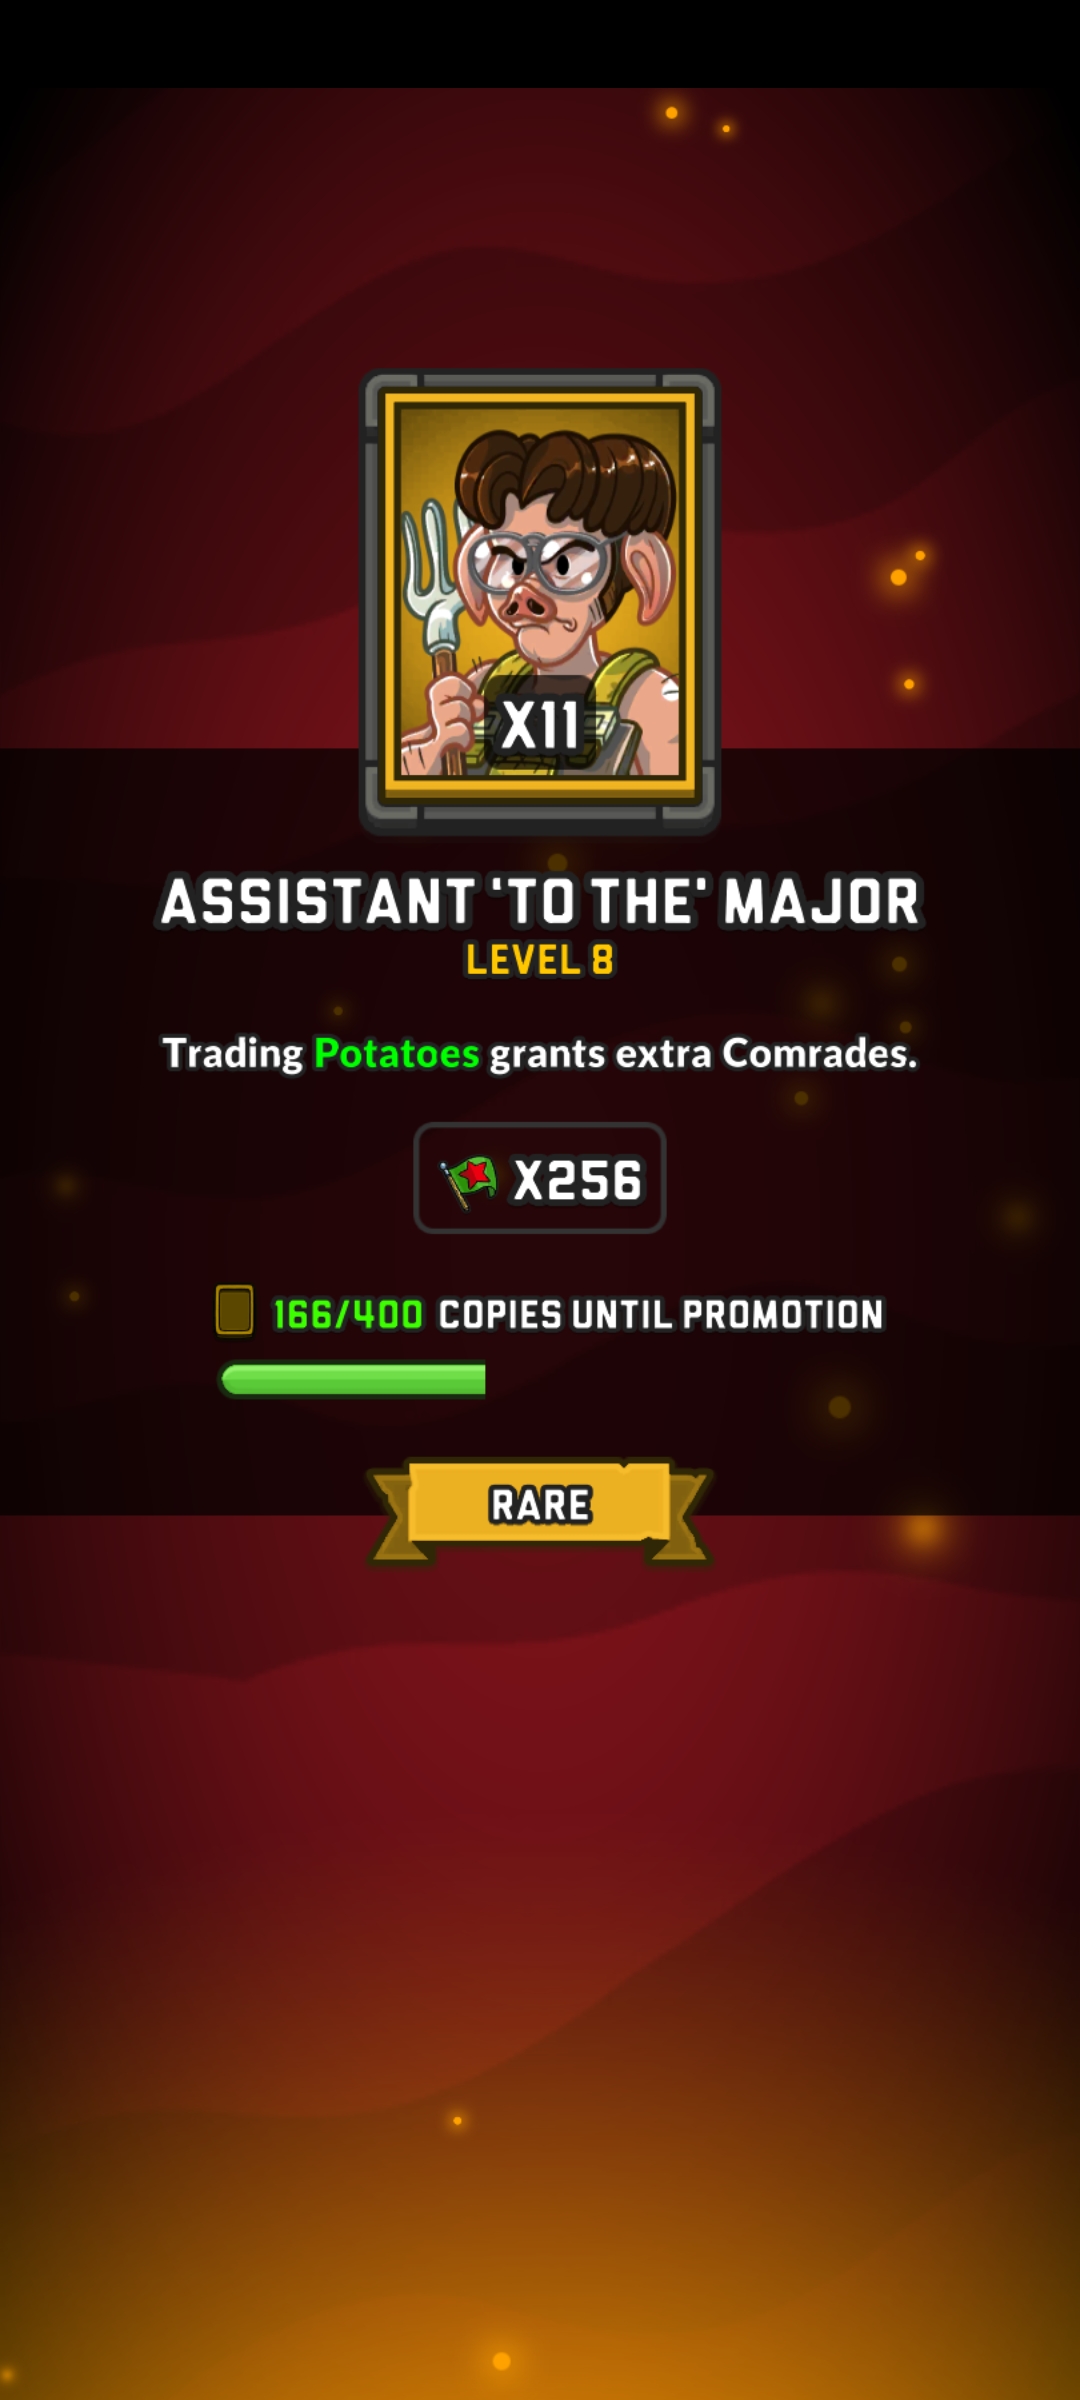 X11
ASSISTANT 'TO THE' MAJOR
LEVEL 8
Trading Potatoes grants extra Comrades.
X256
166/400 COPIES UNTIL PROMOTION
RARE